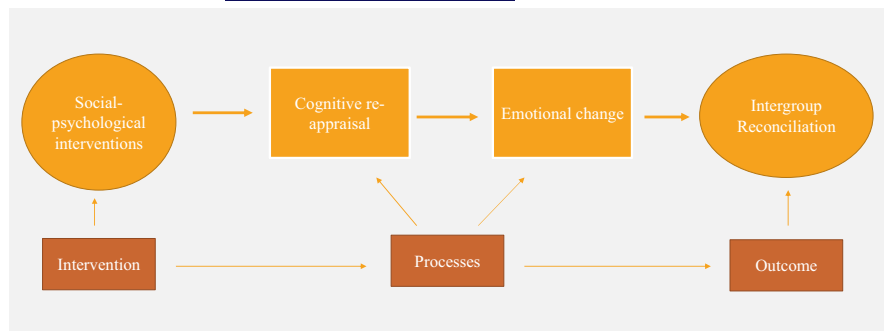 Social-
psychological
interventions
Cognitive re-
appraisal
Emotional change
Intergroup
Reconciliation
Intervention
Processes
Outcome